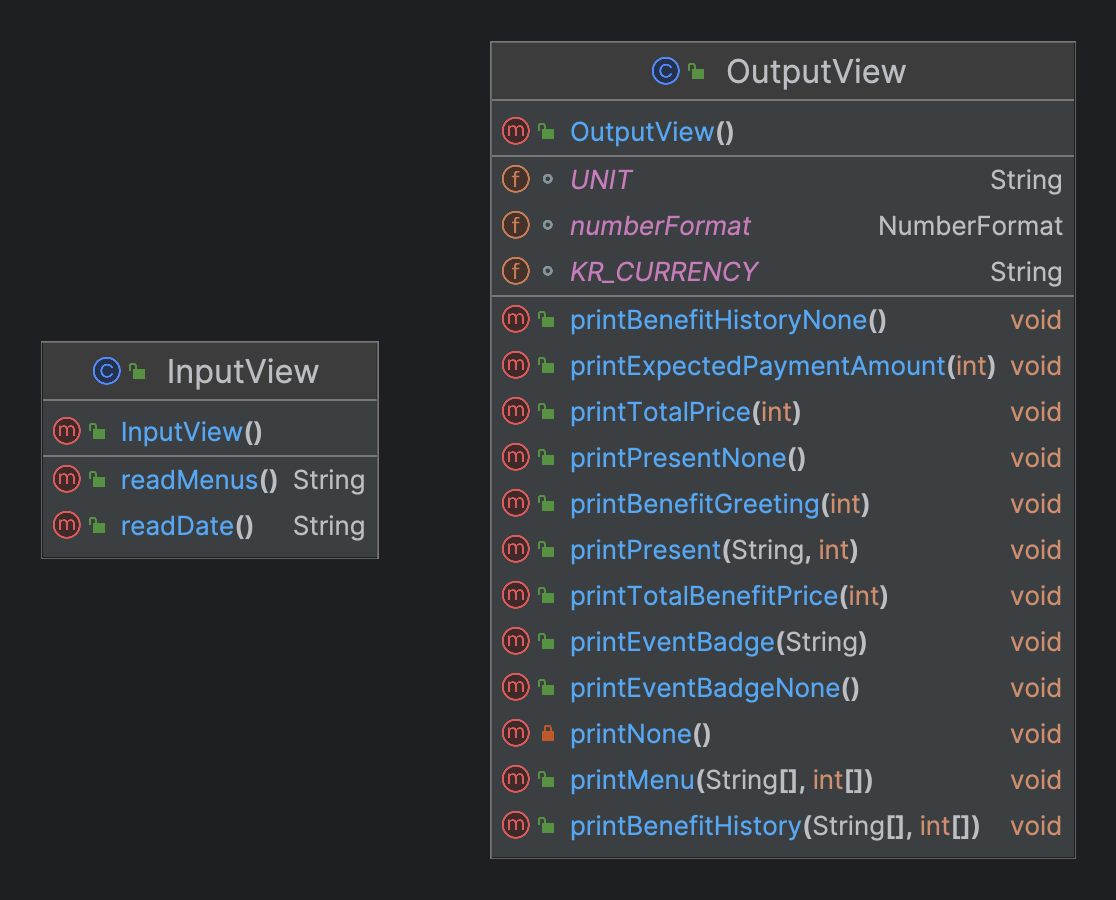 InputView
InputView()
readMenus() String
readDate() String
OutputView
OutputView()
UNIT String
numberFormat NumberFormat
KR_CURRENCY String
printBenefitHistoryNone() void
printExpectedPaymentAmount(int) void
printTotalPrice(int) void
printPresentNone() void
printBenefitGreeting(int) void
printPresent(String, int) void
printTotalBenefitPrice(int) void
printEventBadge(String) void
printEventBadgeNone() void
printNone() void
printMenu(String[], int[]) void
printBenefitHistory(String[], int[]) void